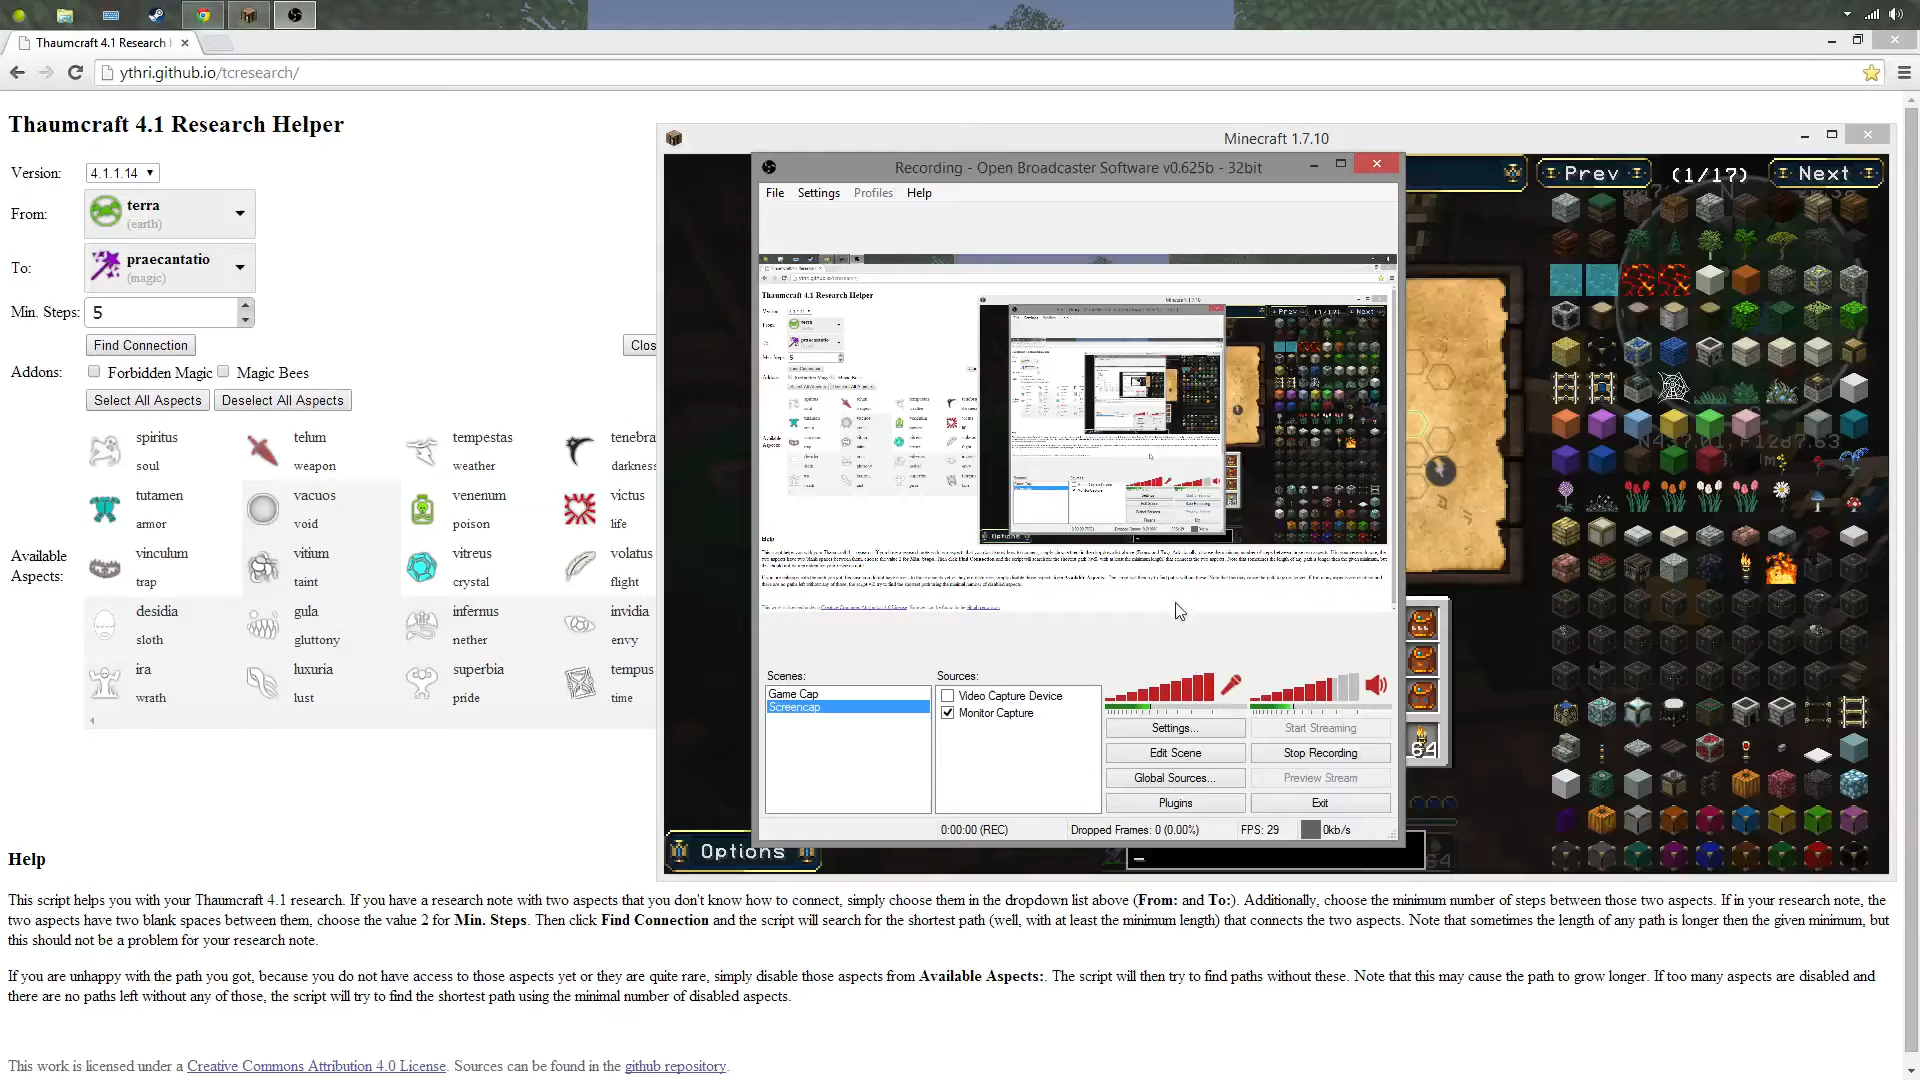 Thaumcraft 4.1 Research
ythri.github.io/tcresearch/
Thaumcraft 4.1 Research Helper
Version: 4.1.1.14
From: terra
(earth)
To: praecantatio
(magic)
Min. Steps: 5
Find Connection
Clos
Addons: Forbidden Magic Magic Bees
Select All Aspects Deselect All Aspects
Available
Aspects:
spiritus telum tempestas tenebra
soul weapon weather darkness
tutamen vacuos venenum victus
armor void poison life
vinculum vitium vitreus volatus
trap taint crystal flight
desidia gula infernus invidia
sloth gluttony nether envy
ira luxuria superbia tempus
wrath lust pride time
Minecraft 1.7.10
Prev (1/17) Next
Options
64
Recording - Open Broadcaster Software v0.625b - 32bit
File Settings Profiles Help
Thaumcraft 4.1 Research Helper
Help
Scenes: Sources:
Game Cap
Screencap
Video Capture Device
Monitor Capture
Settings... Start Streaming
Edit Scene Stop Recording
Global Sources... Preview Stream
Plugins Exit
0:00:00 (REC) Dropped Frames: 0 (0.00%) FPS: 29 0kb/s
Help
This script helps you with your Thaumcraft 4.1 research. If you have a research note with two aspects that you don't know how to connect, simply choose them in the dropdown list above (From: and To:). Additionally, choose the minimum number of steps between those two aspects. If in your research note, the
two aspects have two blank spaces between them, choose the value 2 for Min. Steps. Then click Find Connection and the script will search for the shortest path (well, with at least the minimum length) that connects the two aspects. Note that sometimes the length of any path is longer then the given minimum, but
this should not be a problem for your research note.
If you are unhappy with the path you got, because you do not have access to those aspects yet or they are quite rare, simply disable those aspects from Available Aspects:. The script will then try to find paths without these. Note that this may cause the path to grow longer. If too many aspects are disabled and
there are no paths left without any of those, the script will try to find the shortest path using the minimal number of disabled aspects.
This work is licensed under a Creative Commons Attribution 4.0 License. Sources can be found in the github repository.